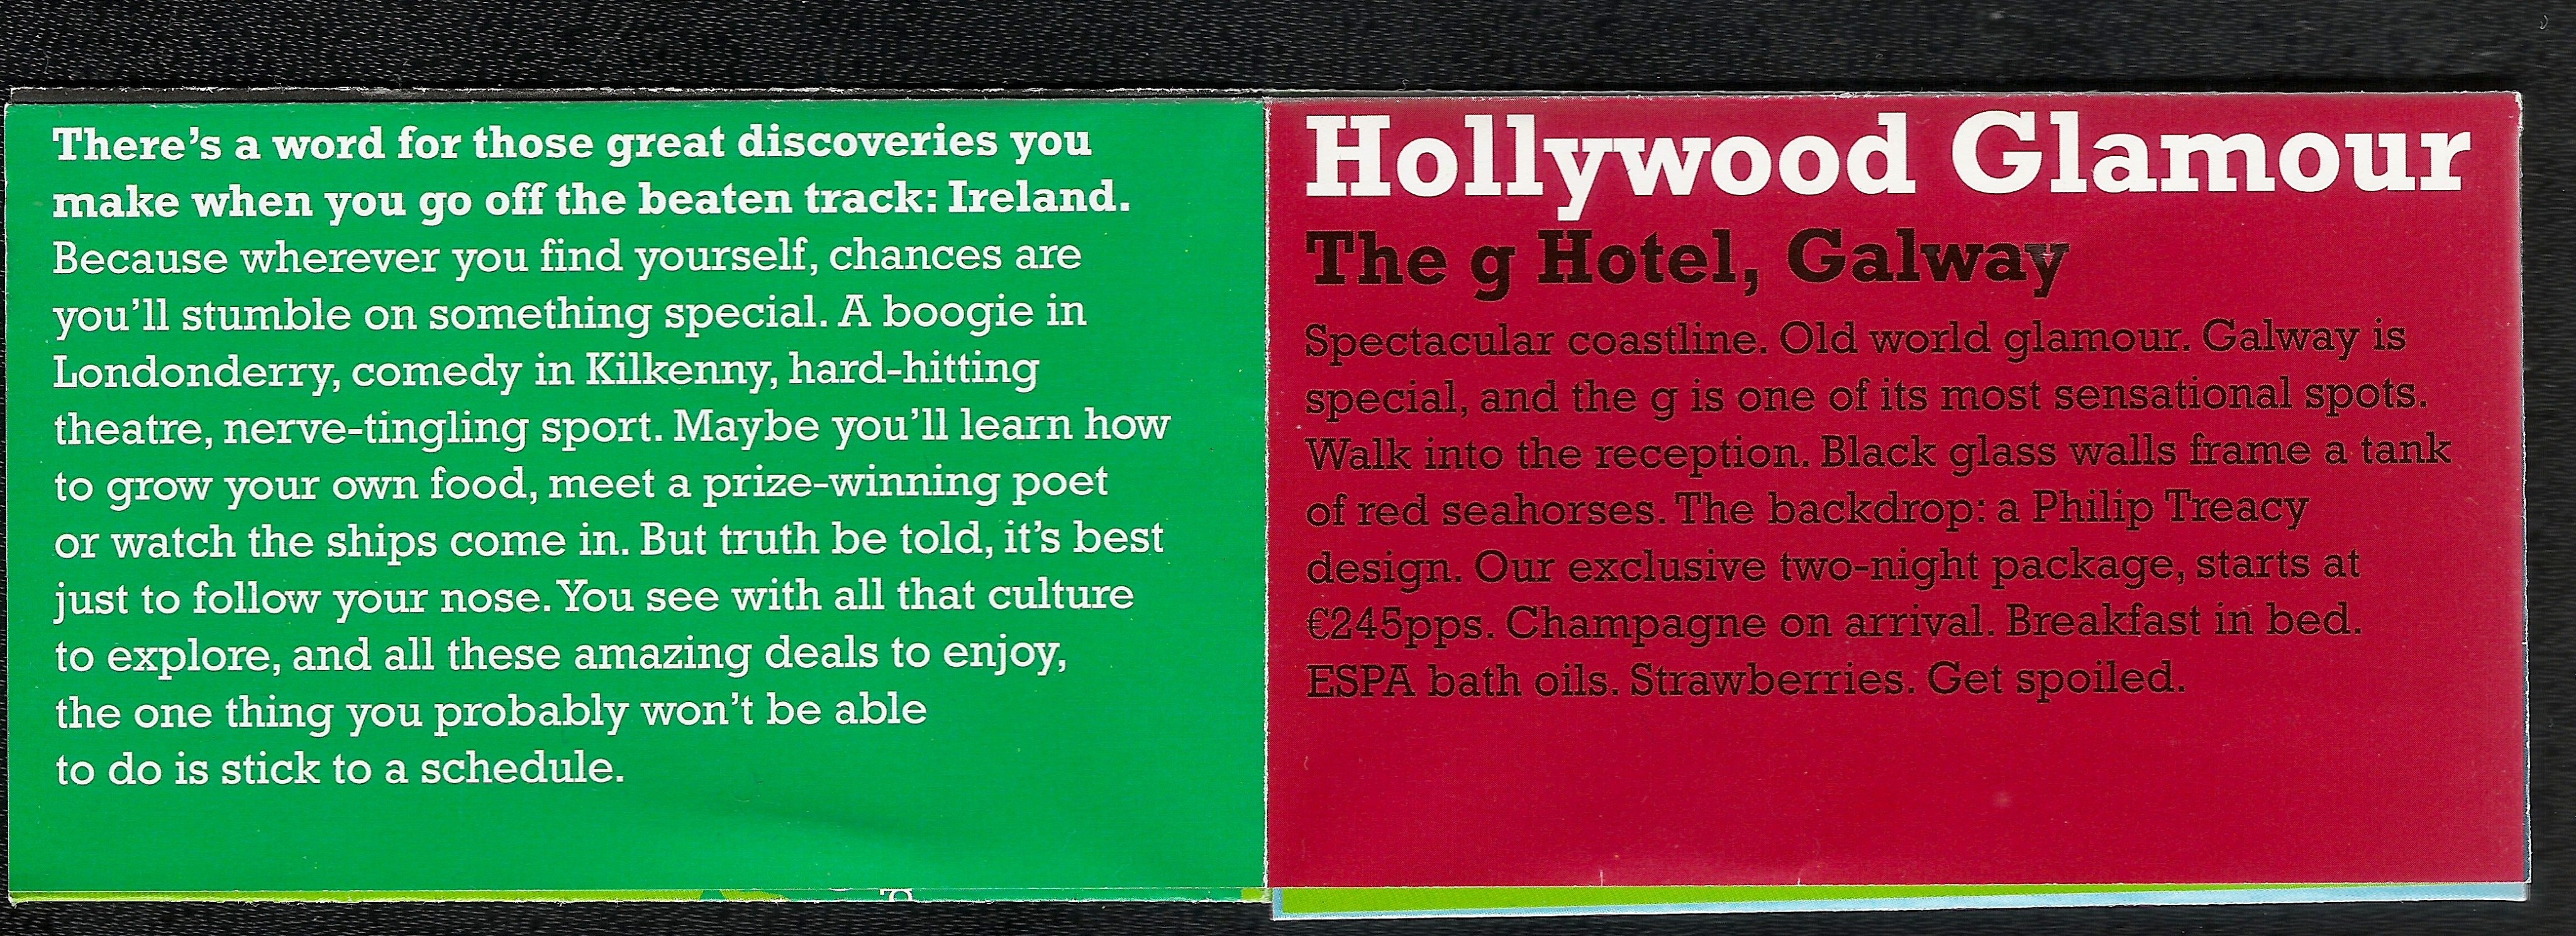 There's a word for those great discoveries you
make when you go off the beaten track: Ireland.
Because wherever you find yourself, chances are
you'll stumble on something special. A boogie in
Londonderry, comedy in Kilkenny, hard-hitting
theatre, nerve-tingling sport. Maybe you'll learn how
to grow your own food, meet a prize-winning poet
or watch the ships come in. But truth be told, it's best
just to follow your nose. You see with all that culture
to explore, and all these amazing deals to enjoy,
the one thing you probably won't be able
to do is stick to a schedule.
Hollywood Glamour
The g Hotel, Galway
Spectacular coastline. Old world glamour. Galway is
special, and the g is one of its most sensational spots.
Walk into the reception. Black glass walls frame a tank
of red seahorses. The backdrop: a Philip Treacy
design. Our exclusive two-night package, starts at
€245pps. Champagne on arrival. Breakfast in bed.
ESPA bath oils. Strawberries. Get spoiled.